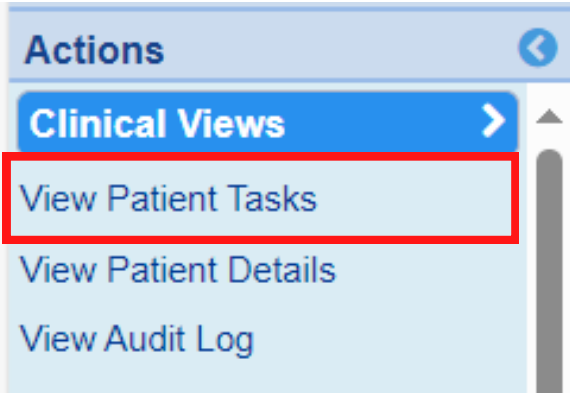 Actions
Clinical Views
View Patient Tasks
View Patient Details
View Audit Log